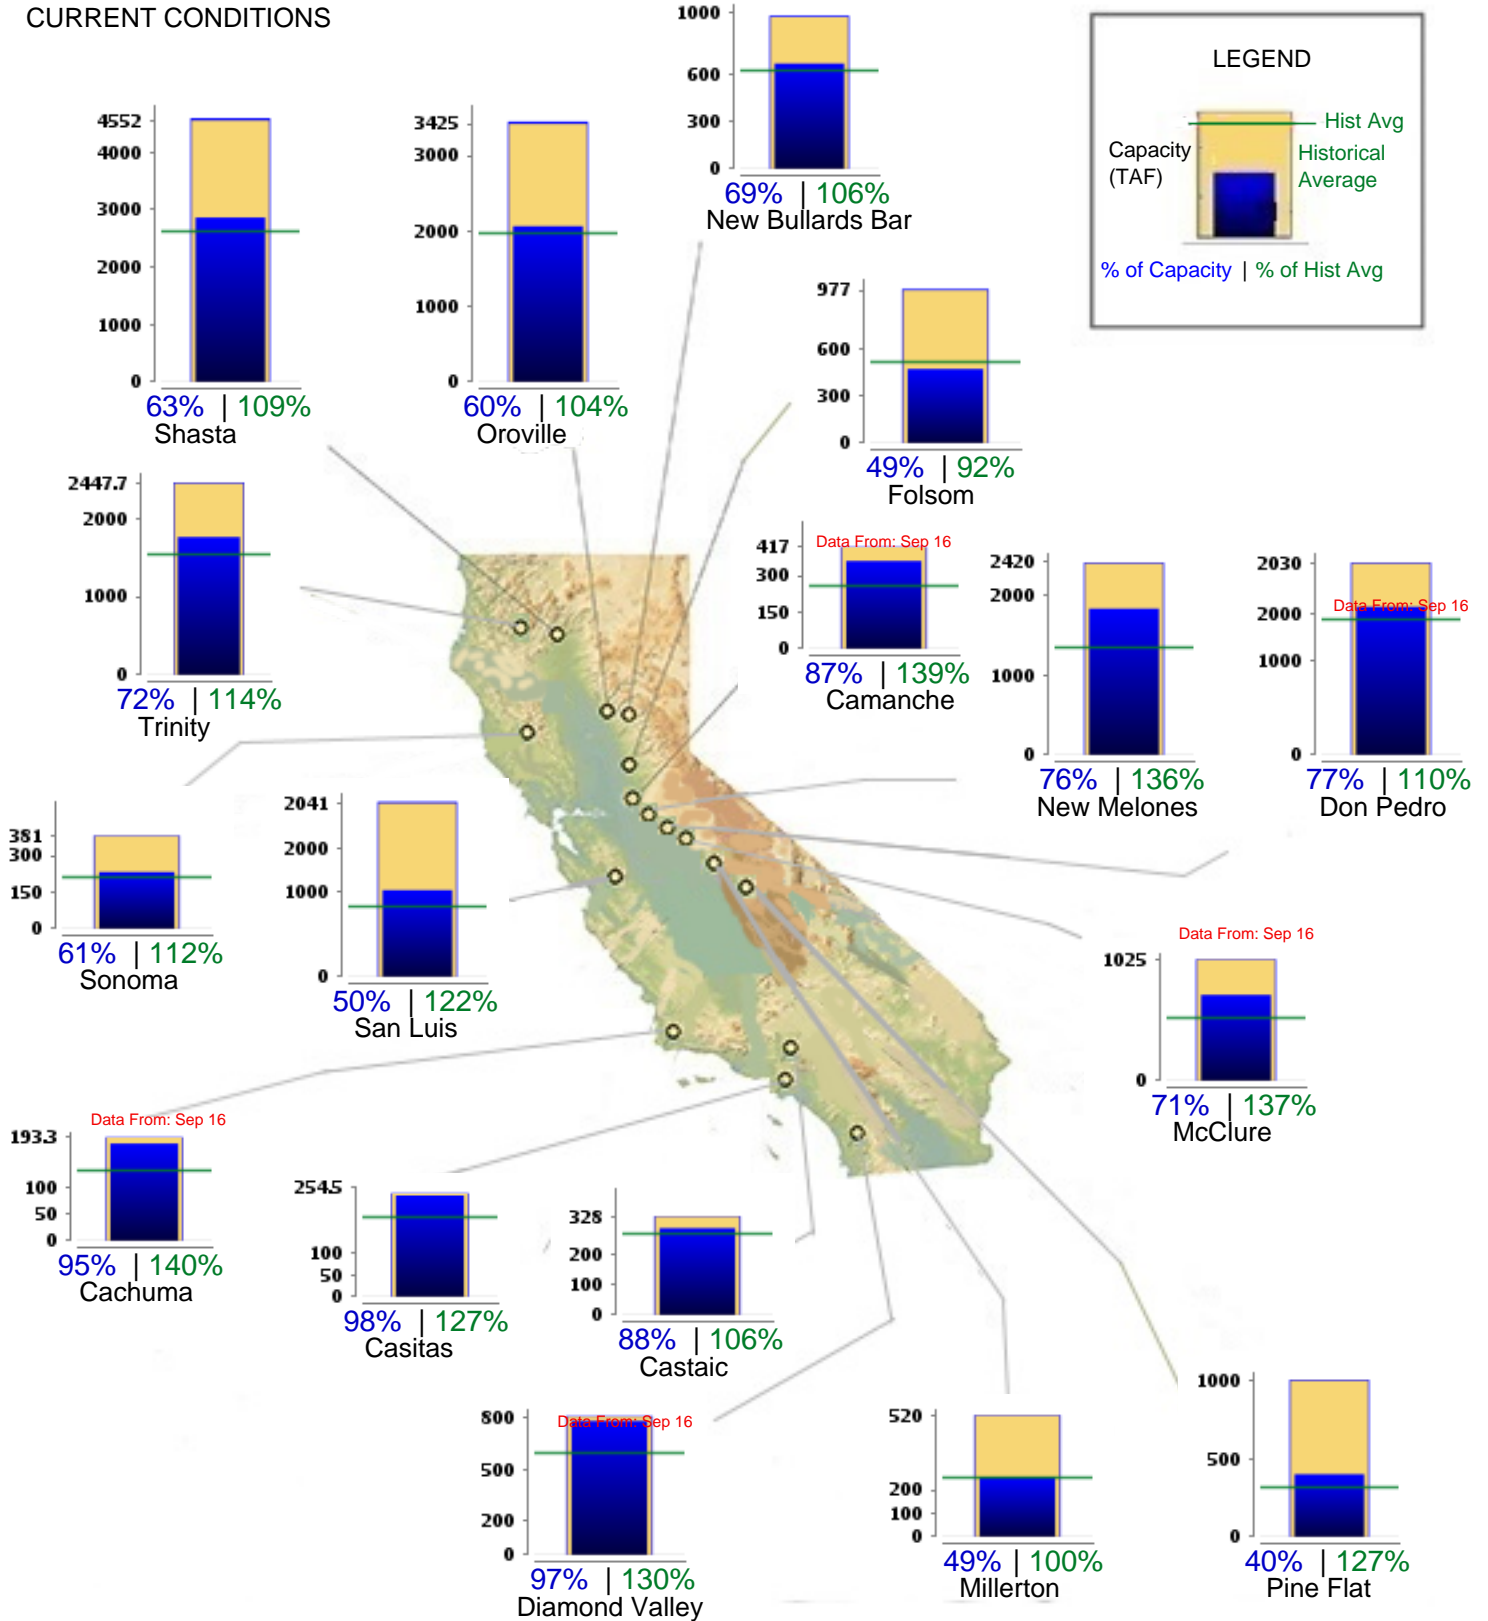 CURRENT CONDITIONS
1000
600
300
0
69% | 106%
New Bullards Bar
LEGEND
Hist Avg
Capacity
(TAF)
Historical
Average
% of Capacity | % of Hist Avg
4552
4000
3000
2000
1000
0
63% | 109%
Shasta
3425
3000
2000
1000
0
60% | 104%
Oroville
977
600
300
0
49% | 92%
Folsom
2447.7
2000
1000
0
72% | 114%
Trinity
Data From: Sep 16
417
300
150
0
87% | 139%
Camanche
2420
2000
1000
0
76% | 136%
New Melones
2030
Data From: Sep 16
2000
1000
0
77% | 110%
Don Pedro
381
300
150
0
61% | 112%
Sonoma
2041
2000
1000
0
50% | 122%
San Luis
Data From: Sep 16
1025
0
71% | 137%
McClure
Data From: Sep 16
193.3
100
50
0
95% | 140%
Cachuma
254.5
100
50
0
98% | 127%
Casitas
328
200
100
0
88% | 106%
Castaic
800
Data From: Sep 16
500
200
0
97% | 130%
Diamond Valley
520
200
100
0
49% | 100%
Millerton
1000
500
0
40% | 127%
Pine Flat